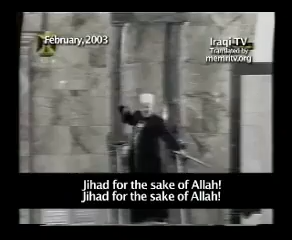 February, 2003
Iraqi TV
Translated by
memritv.org
Jihad for the sake of Allah!
Jihad for the sake of Allah!